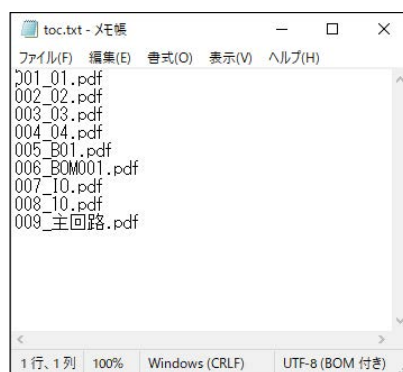 toc.txt - メモ帳
ファイル(F) 編集(E) 書式(O) 表示(V) ヘルプ(H)
001_01.pdf
002_02.pdf
003_03.pdf
004_04.pdf
005_B01.pdf
006_BOM001.pdf
007_IO.pdf
008_10.pdf
009_主回路.pdf
1 行、1 列 100% Windows (CRLF) UTF-8 (BOM 付き)